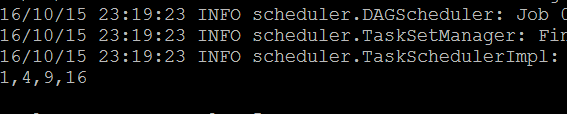 16/10/15 23:19:23 INFO scheduler.DAGScheduler: Job
16/10/15 23:19:23 INFO scheduler.TaskSetManager: Fin
16/10/15 23:19:23 INFO scheduler.TaskSchedulerImpl:
1,4,9,16